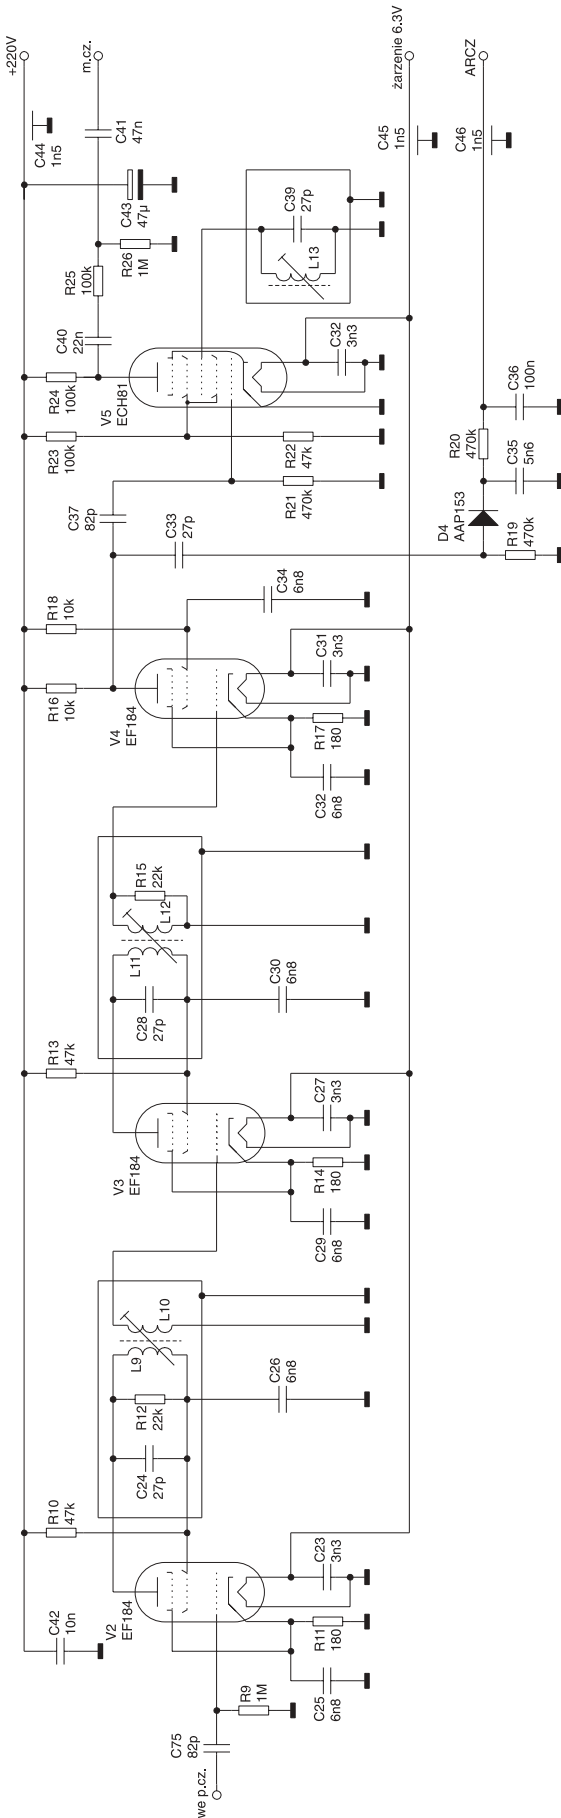 we p.cz.
C75
82p
R9
1M
C42
10n
V2
EF184
C25
6n8
R11
180
C23
3n3
R10
47k
C24
27p
R12
22k
L9
L10
C26
6n8
C29
6n8
R14
180
C27
3n3
V3
EF184
R13
47k
C28
27p
L11
L12
R15
22k
C30
6n8
C32
6n8
R17
180
C31
3n3
V4
EF184
R16
10k
R18
10k
C34
6n8
C33
27p
C37
82p
D4
AAP153
R19
470k
C35
5n6
R20
470k
C36
100n
R21
470k
R22
47k
R23
100k
R24
100k
V5
ECH81
C32
3n3
C40
22n
R25
100k
R26
1M
L13
C39
27p
C43
47µ
C44
1n5
C41
47n
C45
1n5
C46
1n5
+220V
m.cz.
żarzenie 6.3V
ARCZ